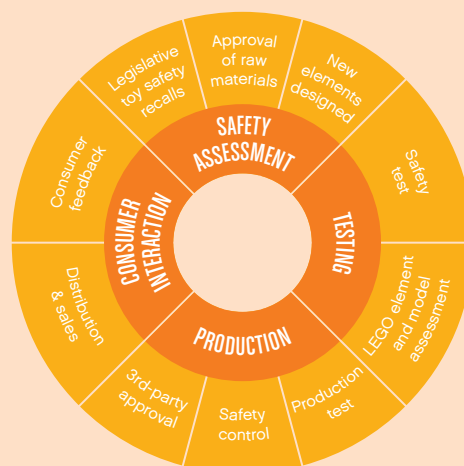 Approval
of raw
materials
New
elements
designed
Safety
test
LEGO element
and model
assessment
Production
test
Safety
control
3rd-party
approval
Distribution
& sales
Consumer
feedback
Legislative
toy safety
recalls
SAFETY
ASSESSMENT
TESTING
PRODUCTION
CONSUMER
INTERACTION